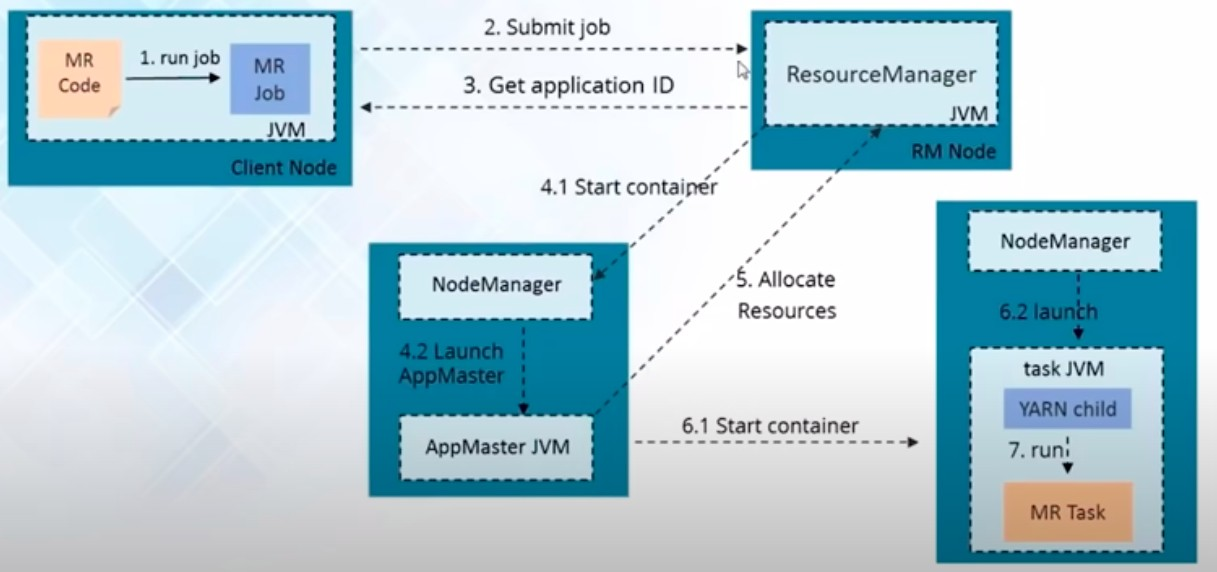 MR
Code
1. run job
MR
Job
JVM
Client Node
2. Submit job
3. Get application ID
ResourceManager
JVM
RM Node
4.1 Start container
NodeManager
4.2 Launch
AppMaster
AppMaster JVM
5. Allocate
Resources
6.1 Start container
NodeManager
6.2 launch
task JVM
YARN child
7. run
MR Task